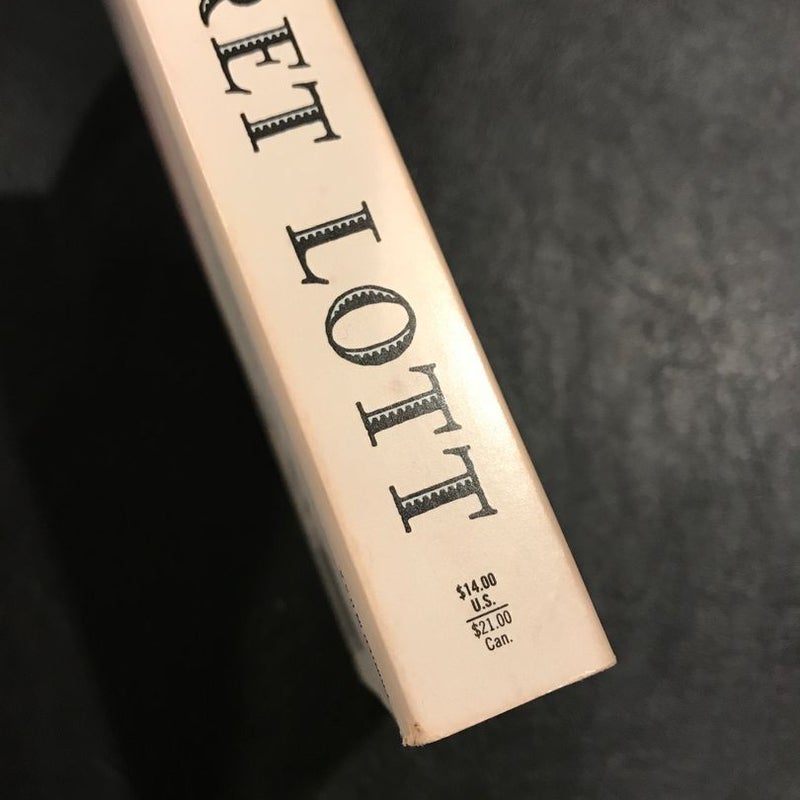 RET LOTT
$14.00
U.S.
$21.00
Can.